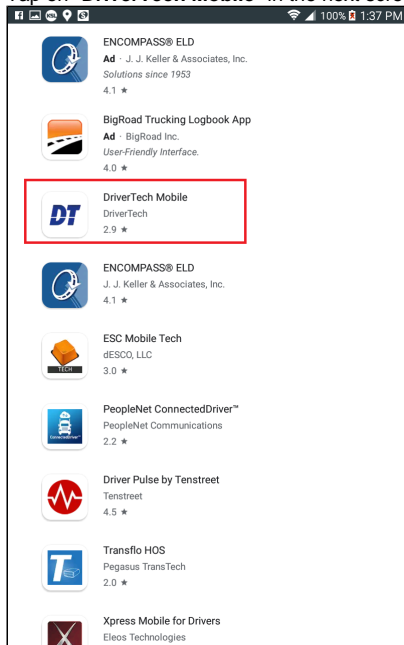 Tap on "DriverTech Mobile" in the next scre
100% 1:37 PM
ENCOMPASS® ELD
Ad · J. J. Keller & Associates, Inc.
Solutions since 1953
4.1 ★
BigRoad Trucking Logbook App
Ad · BigRoad Inc.
User-Friendly Interface.
4.0 ★
DT
DriverTech Mobile
DriverTech
2.9 ★
ENCOMPASS® ELD
J. J. Keller & Associates, Inc.
4.1 ★
TECH
ESC Mobile Tech
dESCO, LLC
3.0 ★
ConnectedDriver™
PeopleNet ConnectedDriver™
PeopleNet Communications
2.2 ★
Driver Pulse by Tenstreet
Tenstreet
4.5 ★
T
Transflo HOS
Pegasus TransTech
2.0 ★
X
Xpress Mobile for Drivers
Eleos Technologies